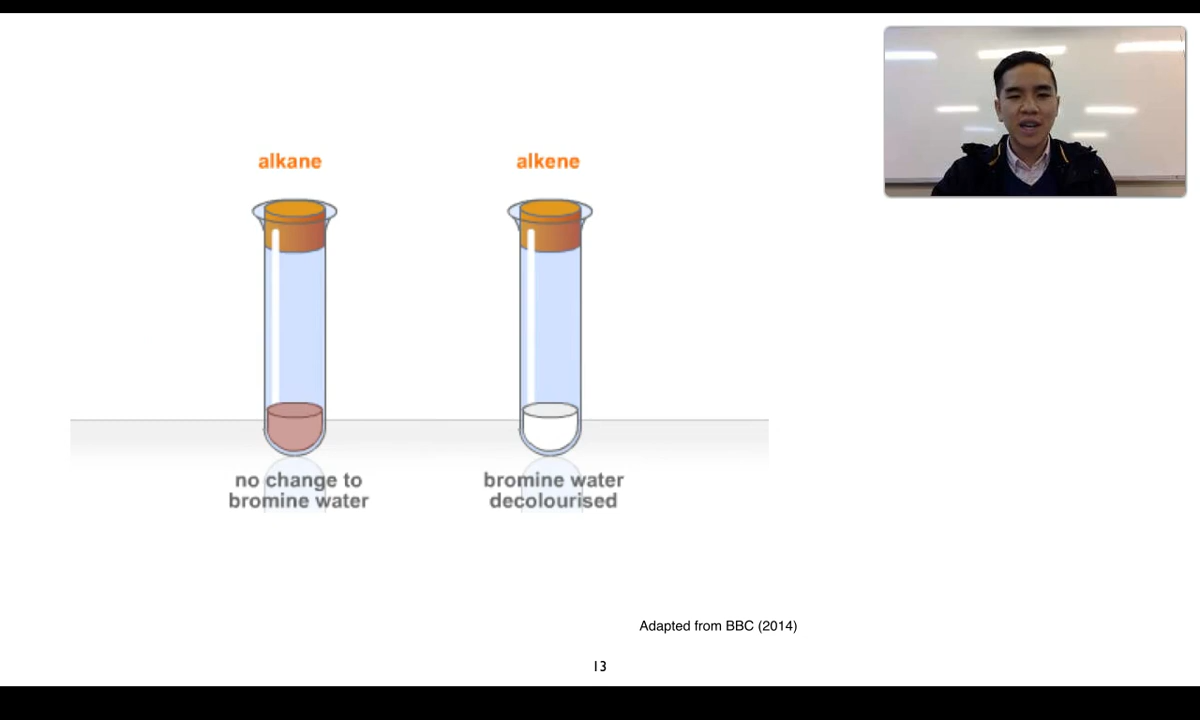 alkane
alkene
no change to
bromine water
bromine water
decolourised
Adapted from BBC (2014)
13